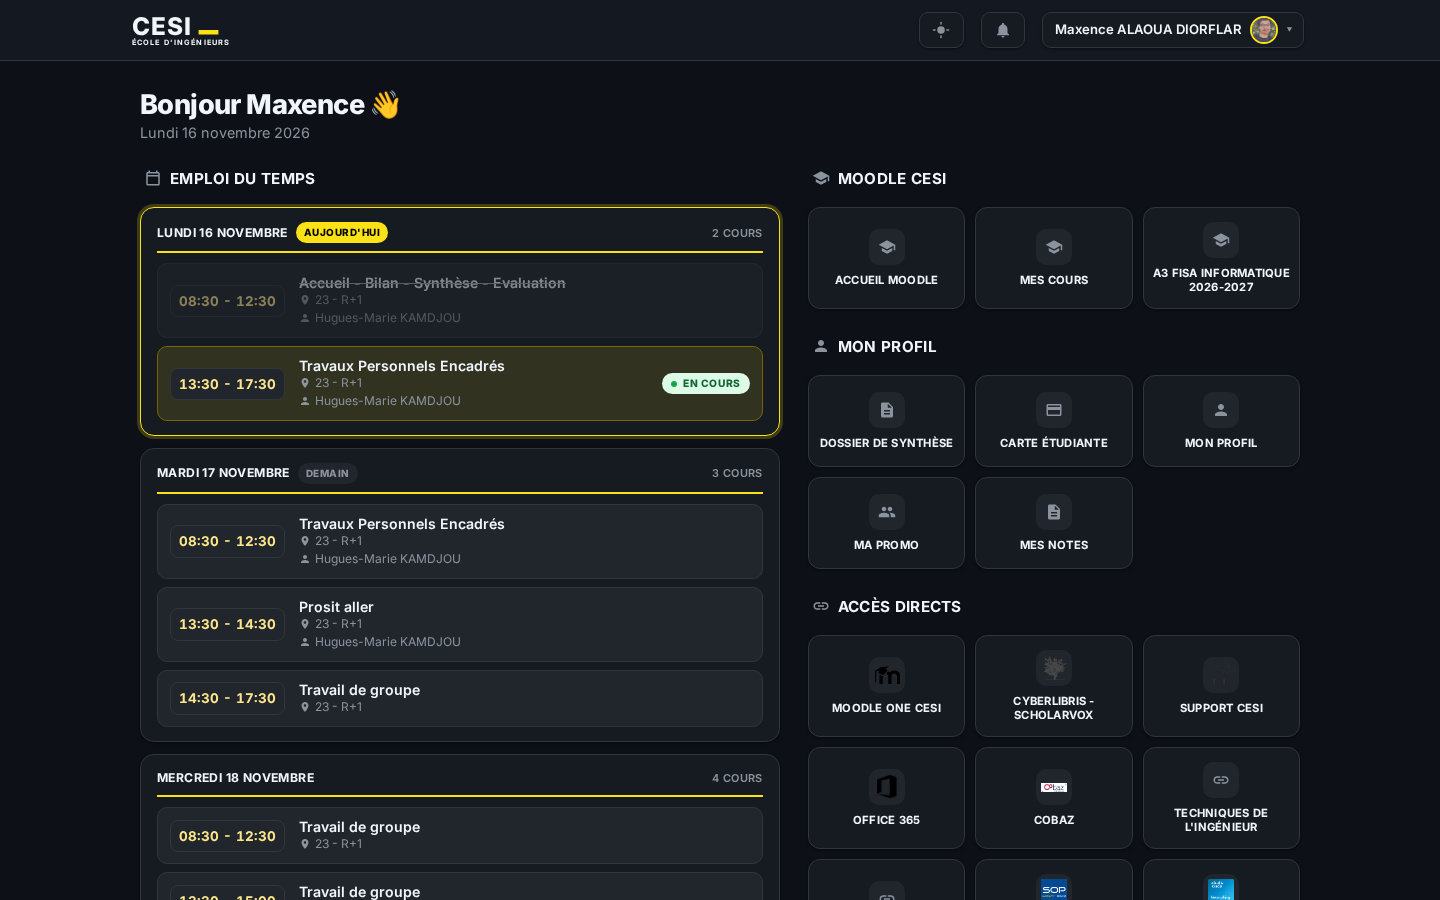 CESI
ÉCOLE D'INGÉNIEURS
Maxence ALAOUA DIORFLAR
Bonjour Maxence 👋
Lundi 16 novembre 2026
EMPLOI DU TEMPS
LUNDI 16 NOVEMBRE AUJOURD'HUI 2 COURS
08:30 - 12:30
Accueil - Bilan - Synthèse - Evaluation
23 - R+1
Hugues-Marie KAMDJOU
13:30 - 17:30
Travaux Personnels Encadrés
23 - R+1
Hugues-Marie KAMDJOU
EN COURS
MARDI 17 NOVEMBRE DEMAIN 3 COURS
08:30 - 12:30
Travaux Personnels Encadrés
23 - R+1
Hugues-Marie KAMDJOU
13:30 - 14:30
Prosit aller
23 - R+1
Hugues-Marie KAMDJOU
14:30 - 17:30
Travail de groupe
23 - R+1
MERCREDI 18 NOVEMBRE 4 COURS
08:30 - 12:30
Travail de groupe
23 - R+1
Travail de groupe
MOODLE CESI
ACCUEIL MOODLE
MES COURS
A3 FISA INFORMATIQUE
2026-2027
MON PROFIL
DOSSIER DE SYNTHÈSE
CARTE ÉTUDIANTE
MON PROFIL
MA PROMO
MES NOTES
ACCÈS DIRECTS
MOODLE ONE CESI
CYBERLIBRIS -
SCHOLARVOX
SUPPORT CESI
OFFICE 365
COBAZ
TECHNIQUES DE
L'INGÉNIEUR
SOP